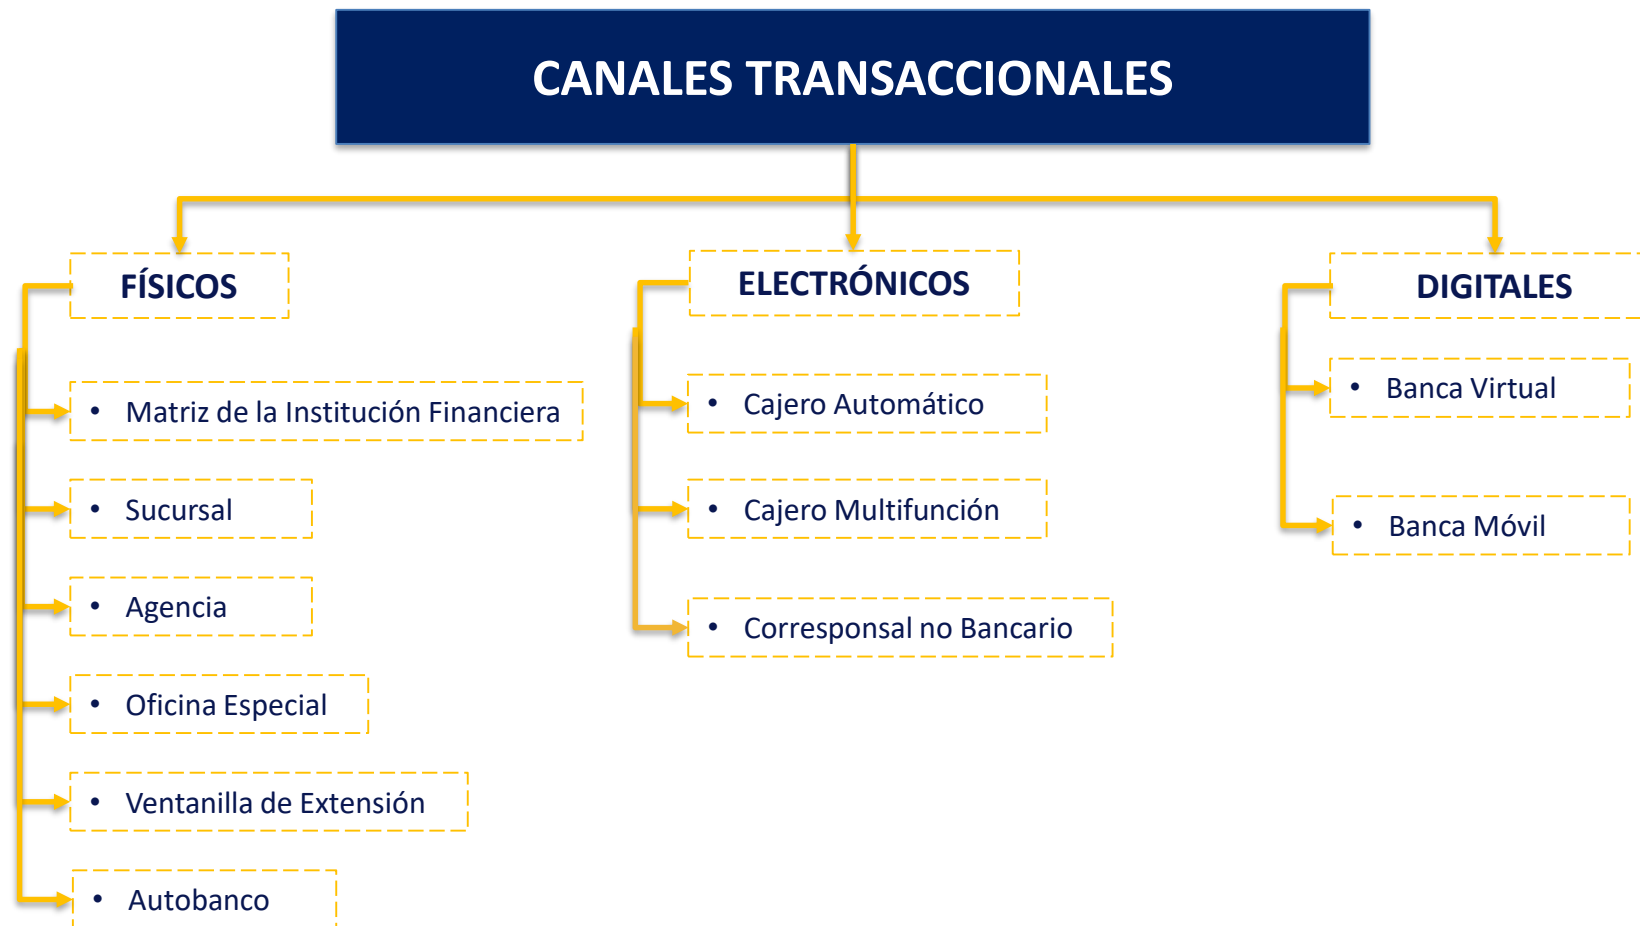 CANALES TRANSACCIONALES
FÍSICOS
• Matriz de la Institución Financiera
• Sucursal
• Agencia
• Oficina Especial
• Ventanilla de Extensión
• Autobanco
ELECTRÓNICOS
• Cajero Automático
• Cajero Multifunción
• Corresponsal no Bancario
DIGITALES
• Banca Virtual
• Banca Móvil